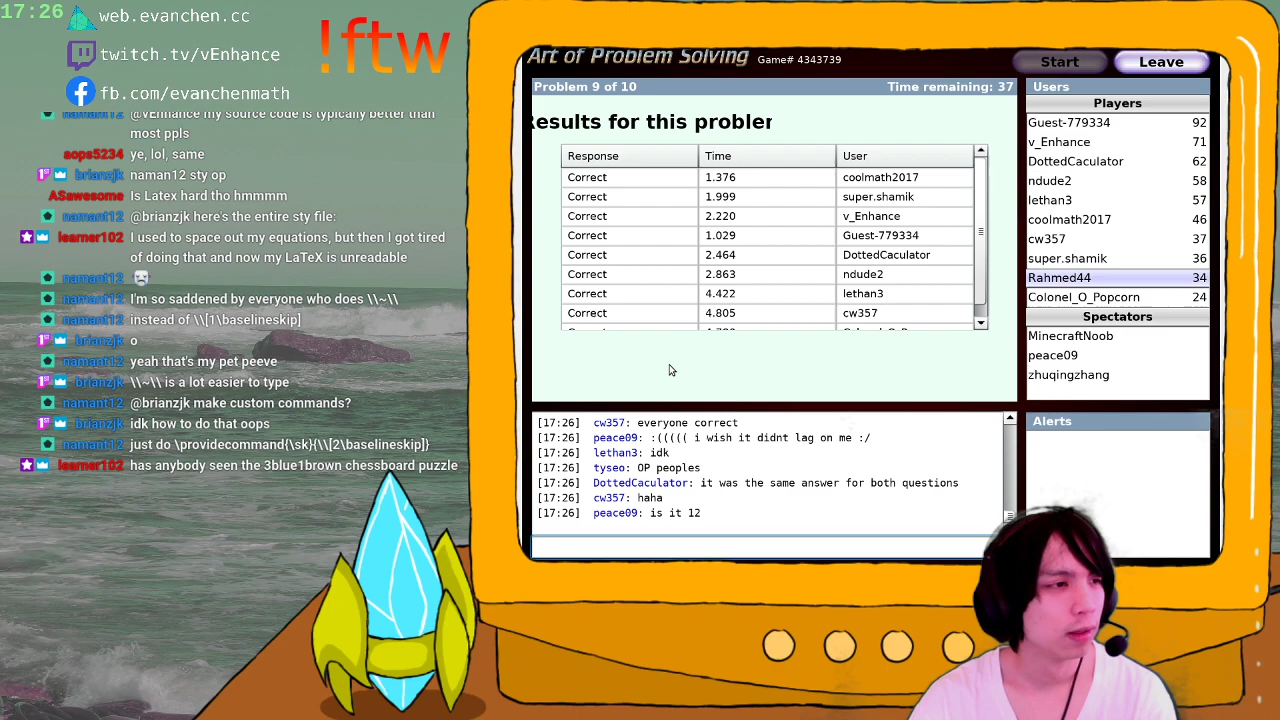 17:26
web.evanchen.cc
twitch.tv/vEnhance
fb.com/evanchenmath
!ftw
namant12 @vEnhance my source code is typically better than
most ppls
aops5234 ye, lol, same
brianzjk naman12 sty op
ASawesome Is Latex hard tho hmmmm
namant12 @brianzjk here's the entire sty file:
learner102 I used to space out my equations, but then I got tired
of doing that and now my LaTeX is unreadable
namant12
namant12 I'm so saddened by everyone who does \\~\\
namant12 instead of \\[1\baselineskip]
brianzjk o
namant12 yeah that's my pet peeve
brianzjk \\~\\ is a lot easier to type
namant12 @brianzjk make custom commands?
brianzjk idk how to do that oops
namant12 just do \providecommand{\sk}{\\[2\baselineskip]}
learner102 has anybody seen the 3blue1brown chessboard puzzle
Art of Problem Solving Game# 4343739
Start Leave
Problem 9 of 10 Time remaining: 37
Results for this probler
Response Time User
Correct 1.376 coolmath2017
Correct 1.999 super.shamik
Correct 2.220 v_Enhance
Correct 1.029 Guest-779334
Correct 2.464 DottedCaculator
Correct 2.863 ndude2
Correct 4.422 lethan3
Correct 4.805 cw357
Users
Players
Guest-779334 92
v_Enhance 71
DottedCaculator 62
ndude2 58
lethan3 57
coolmath2017 46
cw357 37
super.shamik 36
Rahmed44 34
Colonel_O_Popcorn 24
Spectators
MinecraftNoob
peace09
zhuqingzhang
[17:26] cw357: everyone correct
[17:26] peace09: :((((( i wish it didnt lag on me :/
[17:26] lethan3: idk
[17:26] tyseo: OP peoples
[17:26] DottedCaculator: it was the same answer for both questions
[17:26] cw357: haha
[17:26] peace09: is it 12
Alerts